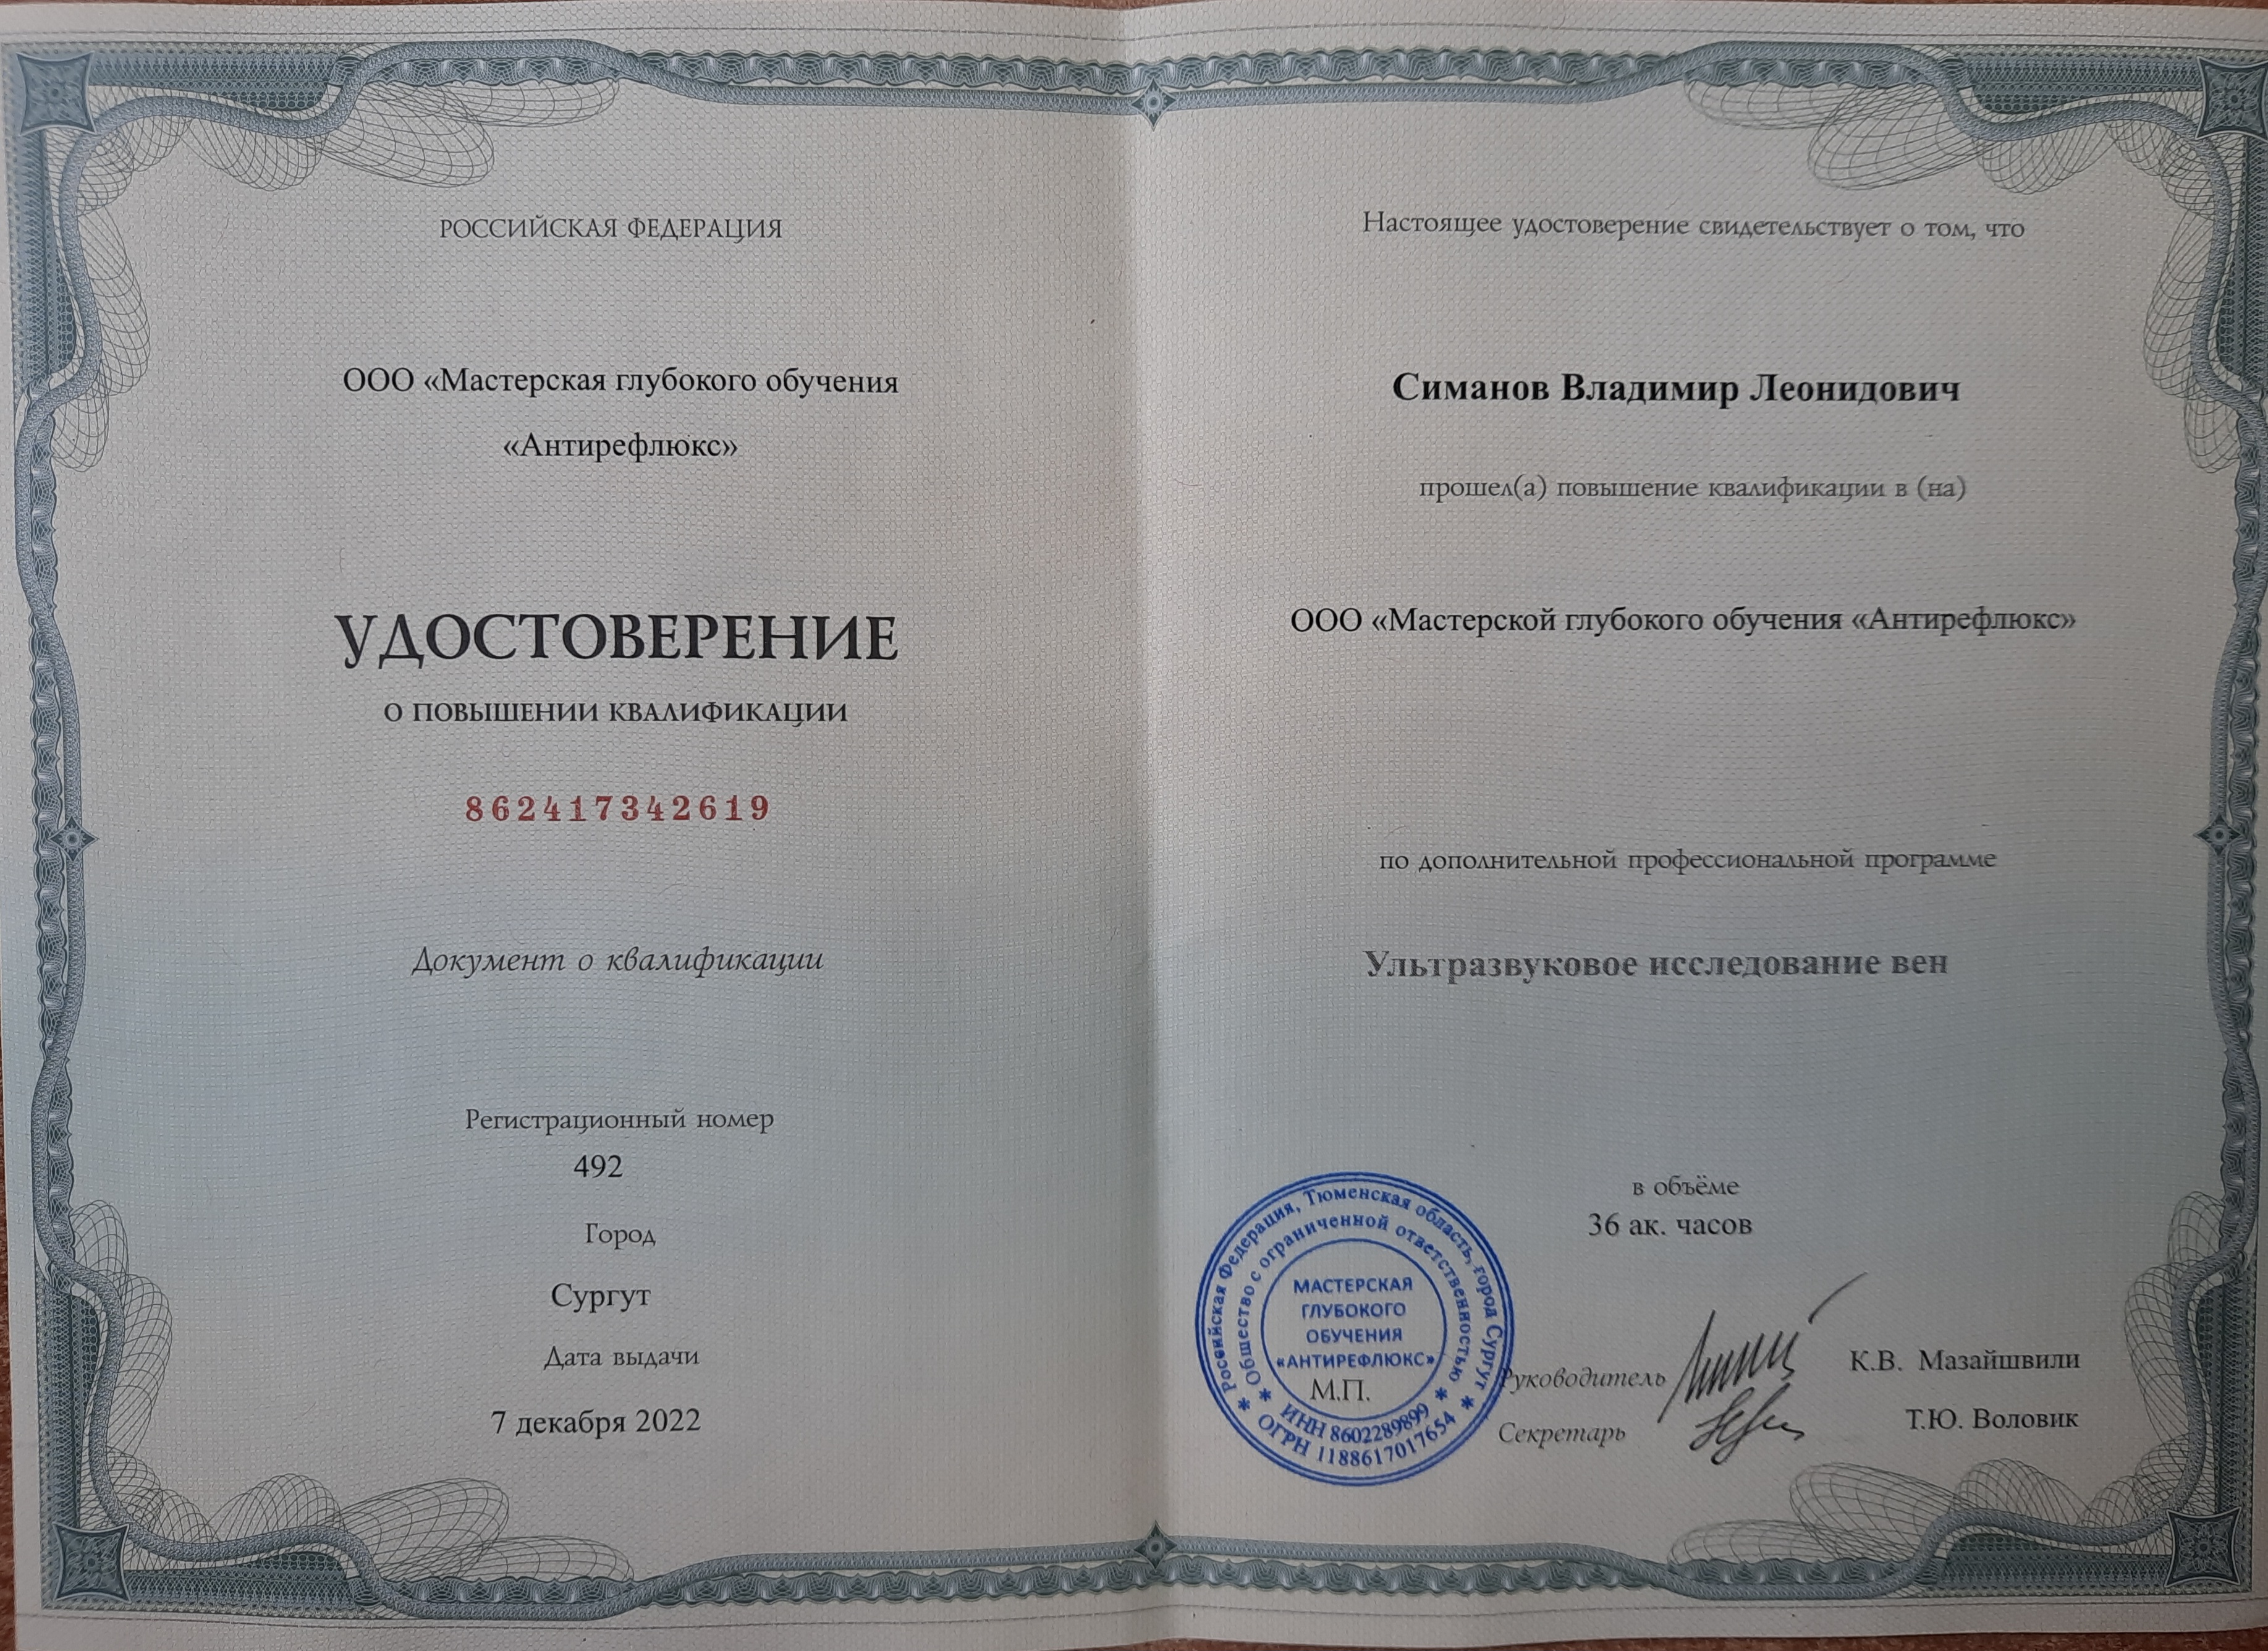 РОССИЙСКАЯ ФЕДЕРАЦИЯ
ООО «Мастерская глубокого обучения
«Антирефлюкс»
УДОСТОВЕРЕНИЕ
О ПОВЫШЕНИИ КВАЛИФИКАЦИИ
862417342619
Документ о квалификации
Регистрационный номер
492
Город
Сургут
Дата выдачи
7 декабря 2022
Настоящее удостоверение свидетельствует о том, что
Симанов Владимир Леонидович
прошел(а) повышение квалификации в (на)
ООО «Мастерской глубокого обучения «Антирефлюкс»
по дополнительной профессиональной программе
Ультразвуковое исследование вен
в объёме
36 ак. часов
Российская Федерация, Тюменская область, город Сургут
Общество с ограниченной ответственностью
МАСТЕРСКАЯ
ГЛУБОКОГО
ОБУЧЕНИЯ
«АНТИРЕФЛЮКС»
М.П.
ИНН 8602289899
ОГРН 1188617017654
Руководитель К.В. Мазайшвили
Секретарь Т.Ю. Воловик